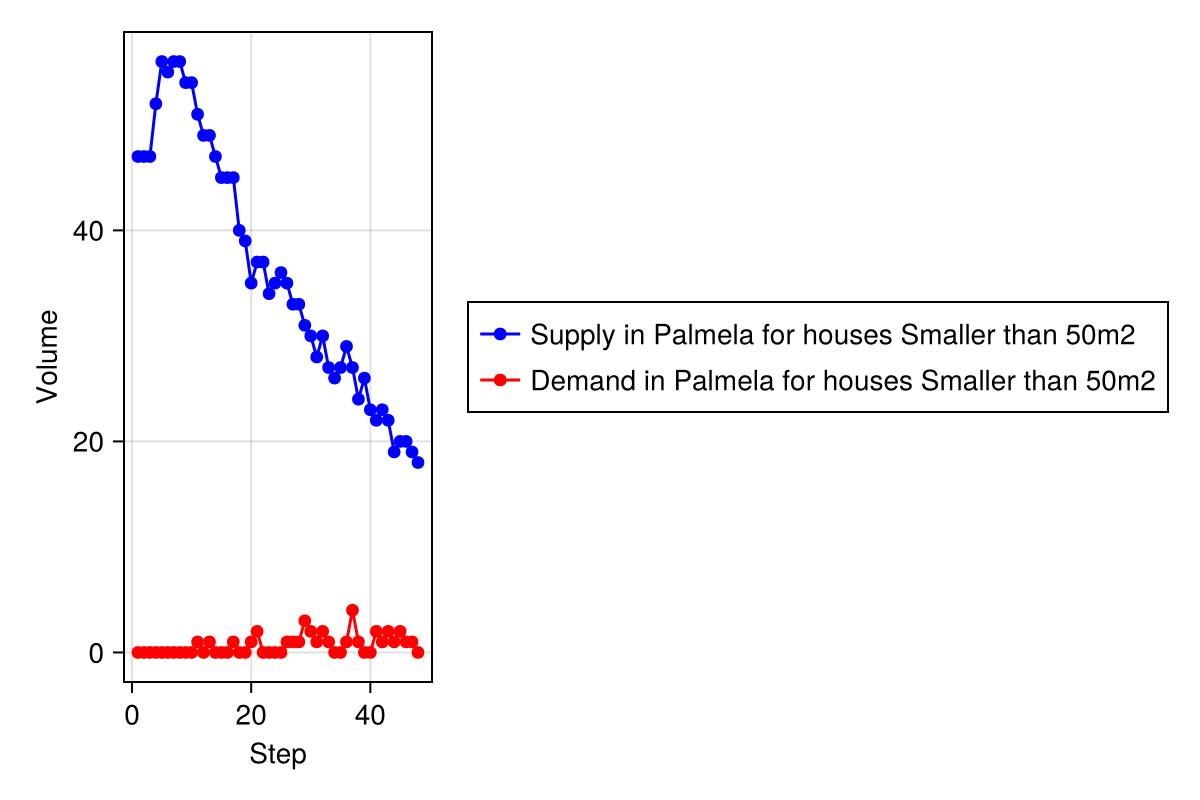 40
20
0
Volume
0 20 40
Step
Supply in Palmela for houses Smaller than 50m2
Demand in Palmela for houses Smaller than 50m2